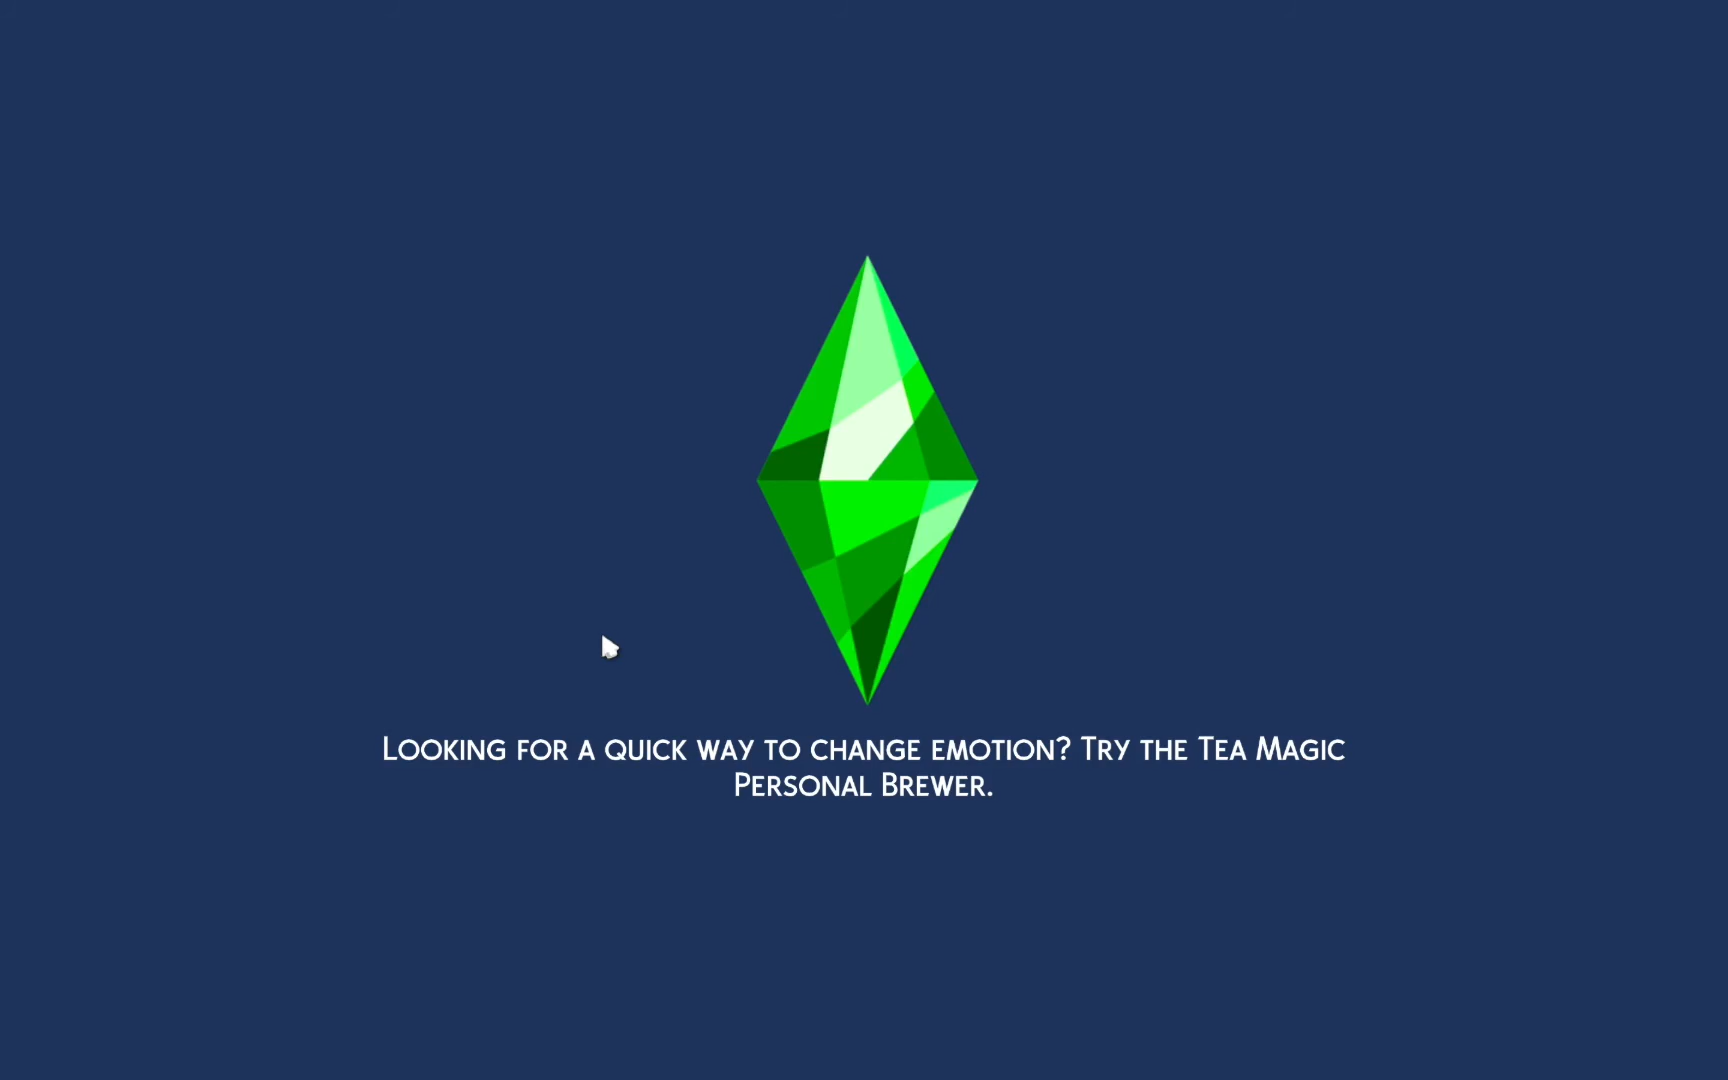 Looking for a quick way to change emotion? Try the Tea Magic
Personal Brewer.